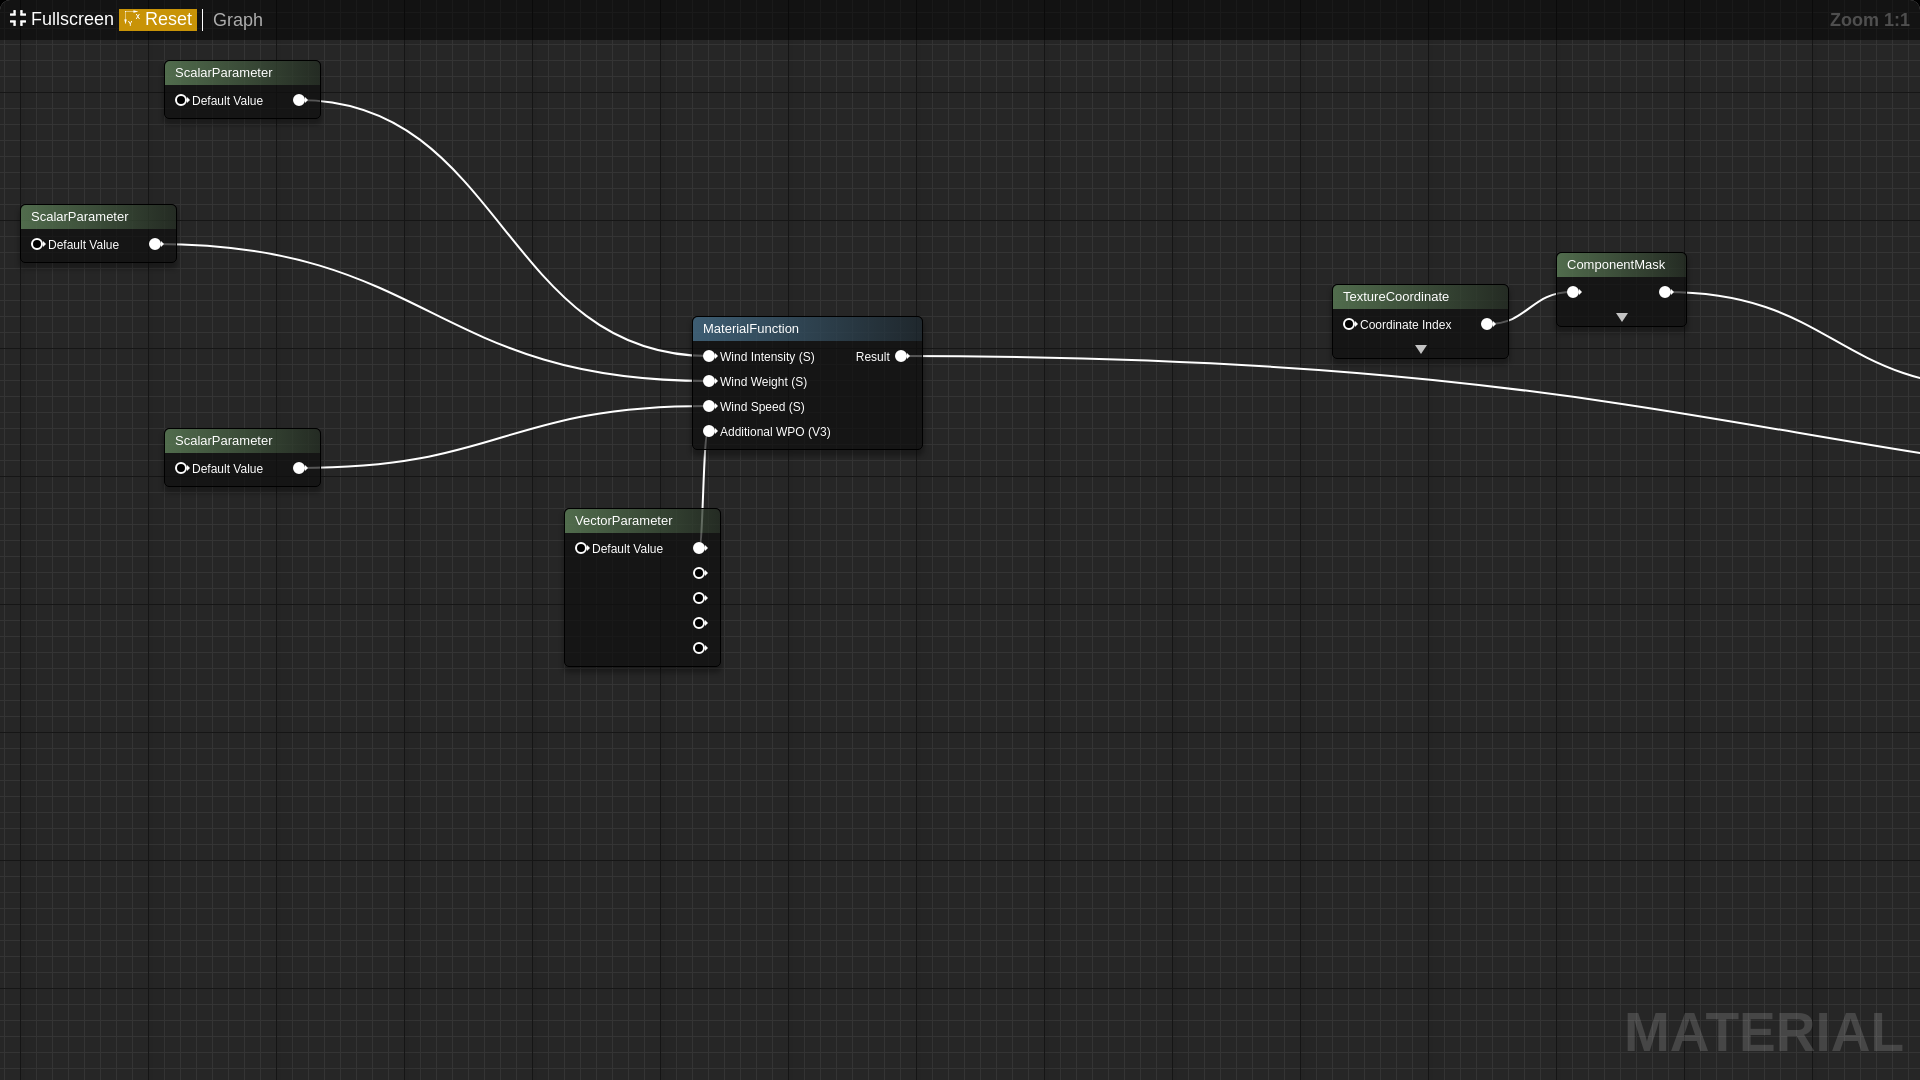 Fullscreen Reset Graph Zoom 1:1
ScalarParameter
Default Value
ScalarParameter
Default Value
ScalarParameter
Default Value
MaterialFunction
Wind Intensity (S) Result
Wind Weight (S)
Wind Speed (S)
Additional WPO (V3)
VectorParameter
Default Value
TextureCoordinate
Coordinate Index
ComponentMask
MATERIAL